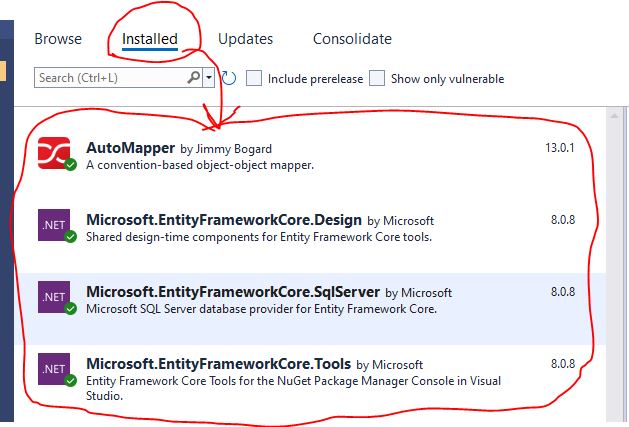 Browse Installed Updates Consolidate
Search (Ctrl+L) Include prerelease Show only vulnerable
AutoMapper by Jimmy Bogard 13.0.1
A convention-based object-object mapper.
.NET Microsoft.EntityFrameworkCore.Design by Microsoft 8.0.8
Shared design-time components for Entity Framework Core tools.
.NET Microsoft.EntityFrameworkCore.SqlServer by Microsoft 8.0.8
Microsoft SQL Server database provider for Entity Framework Core.
.NET Microsoft.EntityFrameworkCore.Tools by Microsoft 8.0.8
Entity Framework Core Tools for the NuGet Package Manager Console in Visual
Studio.